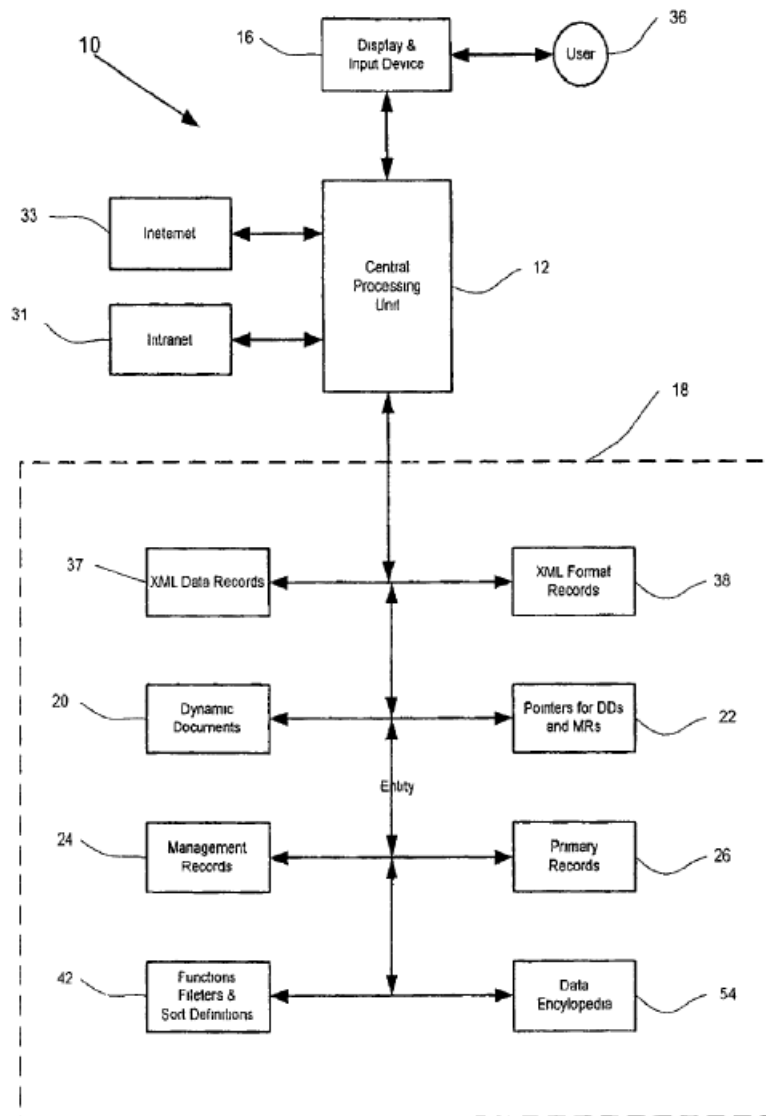 10
16
Display &
Input Device
User
36
33
Ineternet
31
Intranet
Central
Processing
Unit
12
18
37
XML Data Records
XML Format
Records
38
20
Dynamic
Documents
Pointers for DDs
and MRs
22
Entity
24
Management
Records
Primary
Records
26
42
Functions
Fileters &
Sort Definitions
Data
Encylopedia
54